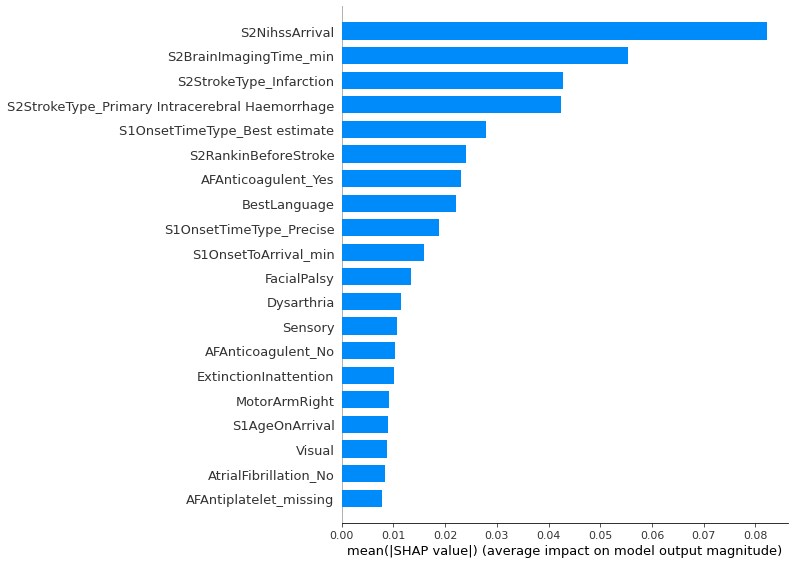 S2NihssArrival
S2BrainImagingTime_min
S2StrokeType_Infarction
S2StrokeType_Primary Intracerebral Haemorrhage
S1OnsetTimeType_Best estimate
S2RankinBeforeStroke
AFAnticoagulent_Yes
BestLanguage
S1OnsetTimeType_Precise
S1OnsetToArrival_min
FacialPalsy
Dysarthria
Sensory
AFAnticoagulent_No
ExtinctionInattention
MotorArmRight
S1AgeOnArrival
Visual
AtrialFibrillation_No
AFAntiplatelet_missing
0.00 0.01 0.02 0.03 0.04 0.05 0.06 0.07 0.08
mean(|SHAP value|) (average impact on model output magnitude)